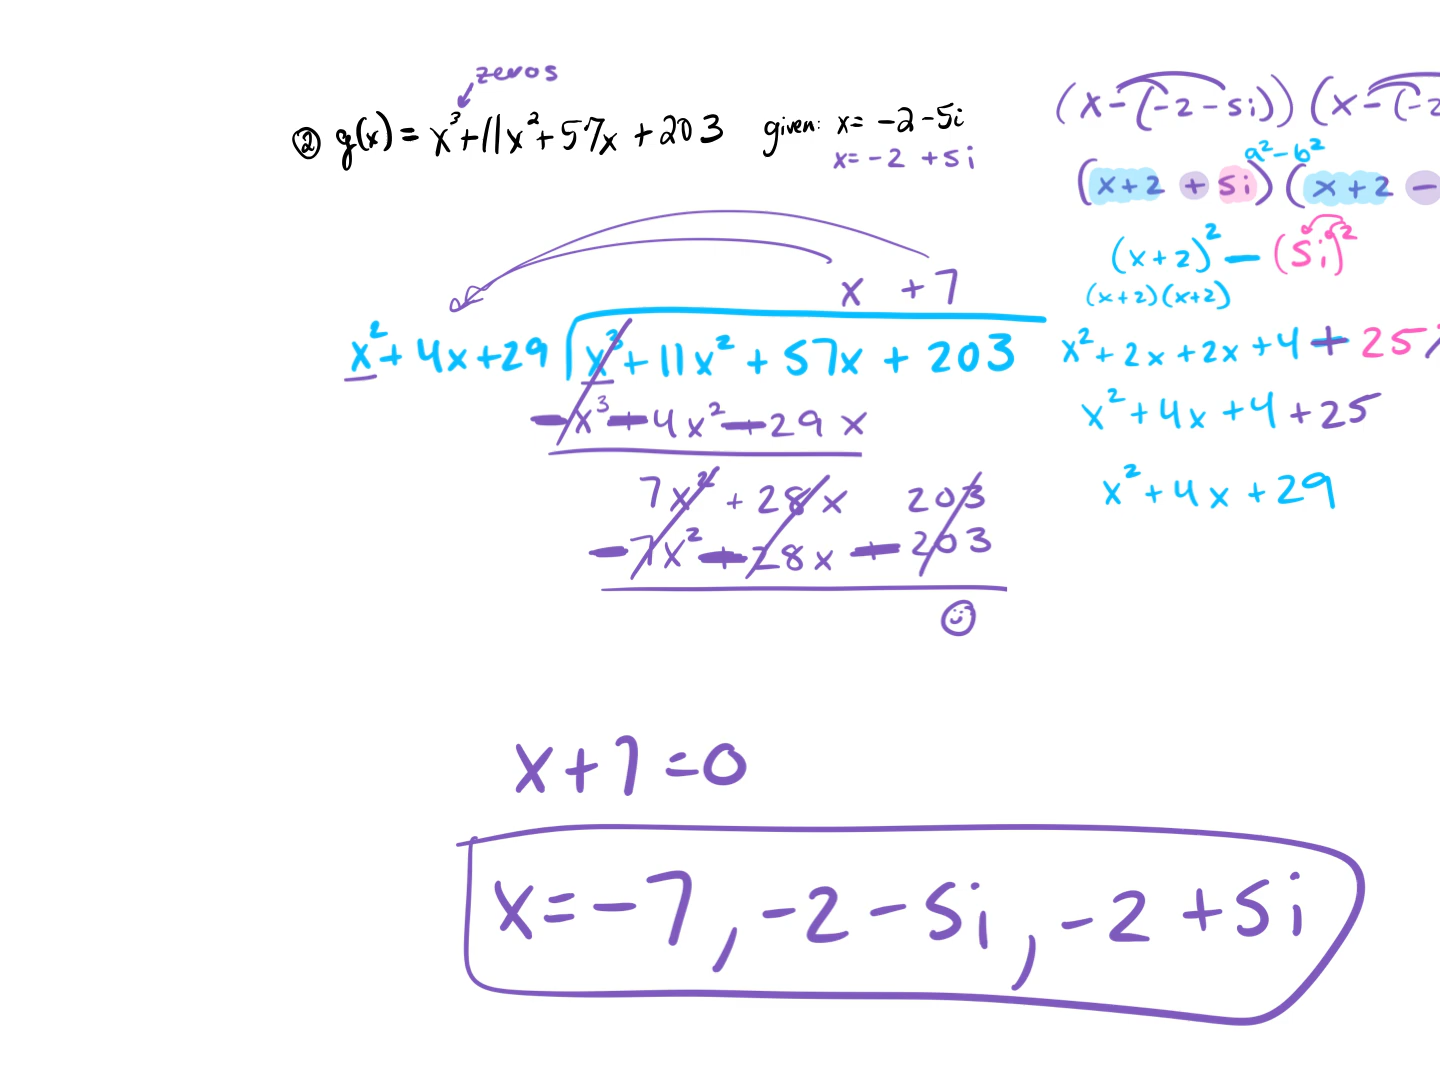 zeros
② g(x) = x³+11x²+57x +203 given: x= -2-5i
x= -2 +5i
x +7
x²+ 4x+29 x³+11x² + 57x + 203
- x³ - 4x² - 29x
7x² + 28x 203
- 7x² - 28x - 203
x+7=0
x=-7, -2-5i, -2+5i
(x-(-2-5i)) (x-(-2
a²-b²
(x+2 + 5i) (x+2 -
(x+2)² - (5i)²
(x+2)(x+2)
x²+2x+2x+4 + 25
x²+4x+4+25
x²+4x+29